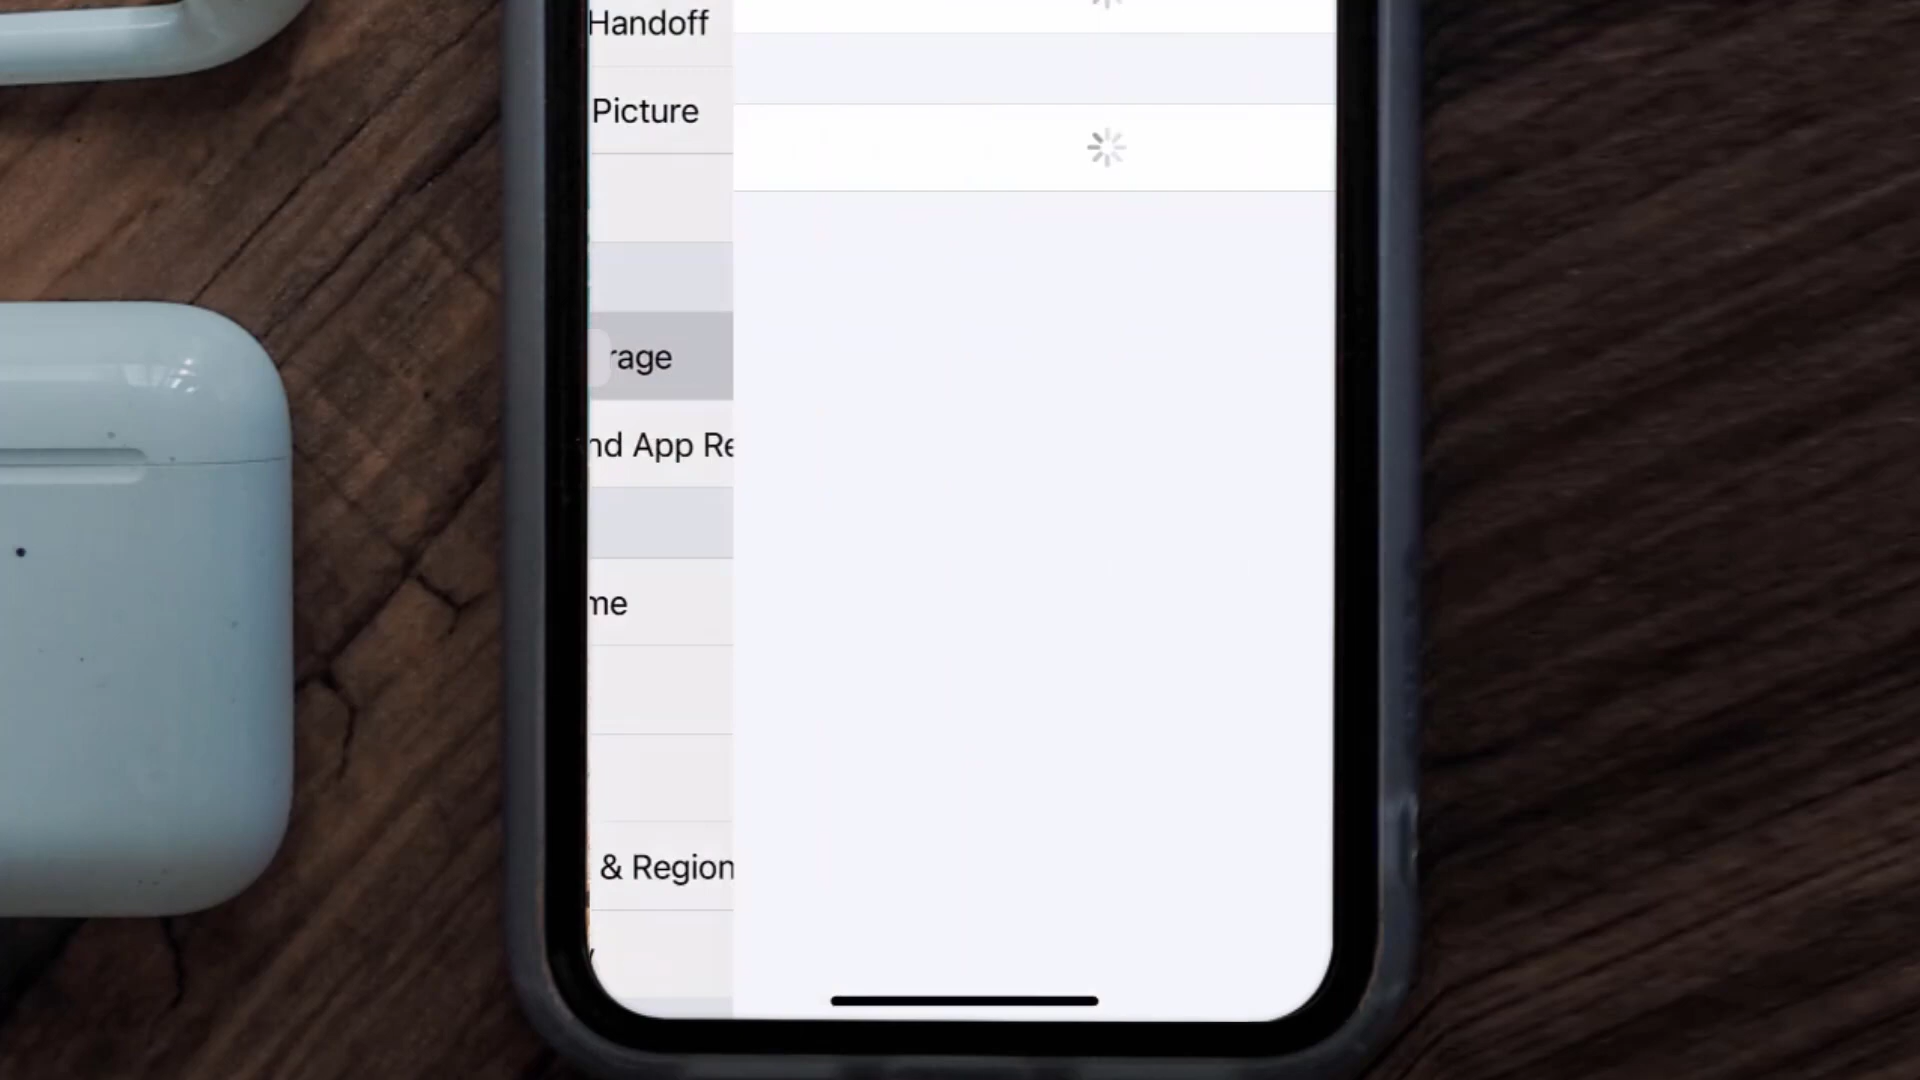 Handoff
Picture
rage
nd App Re
me
& Region